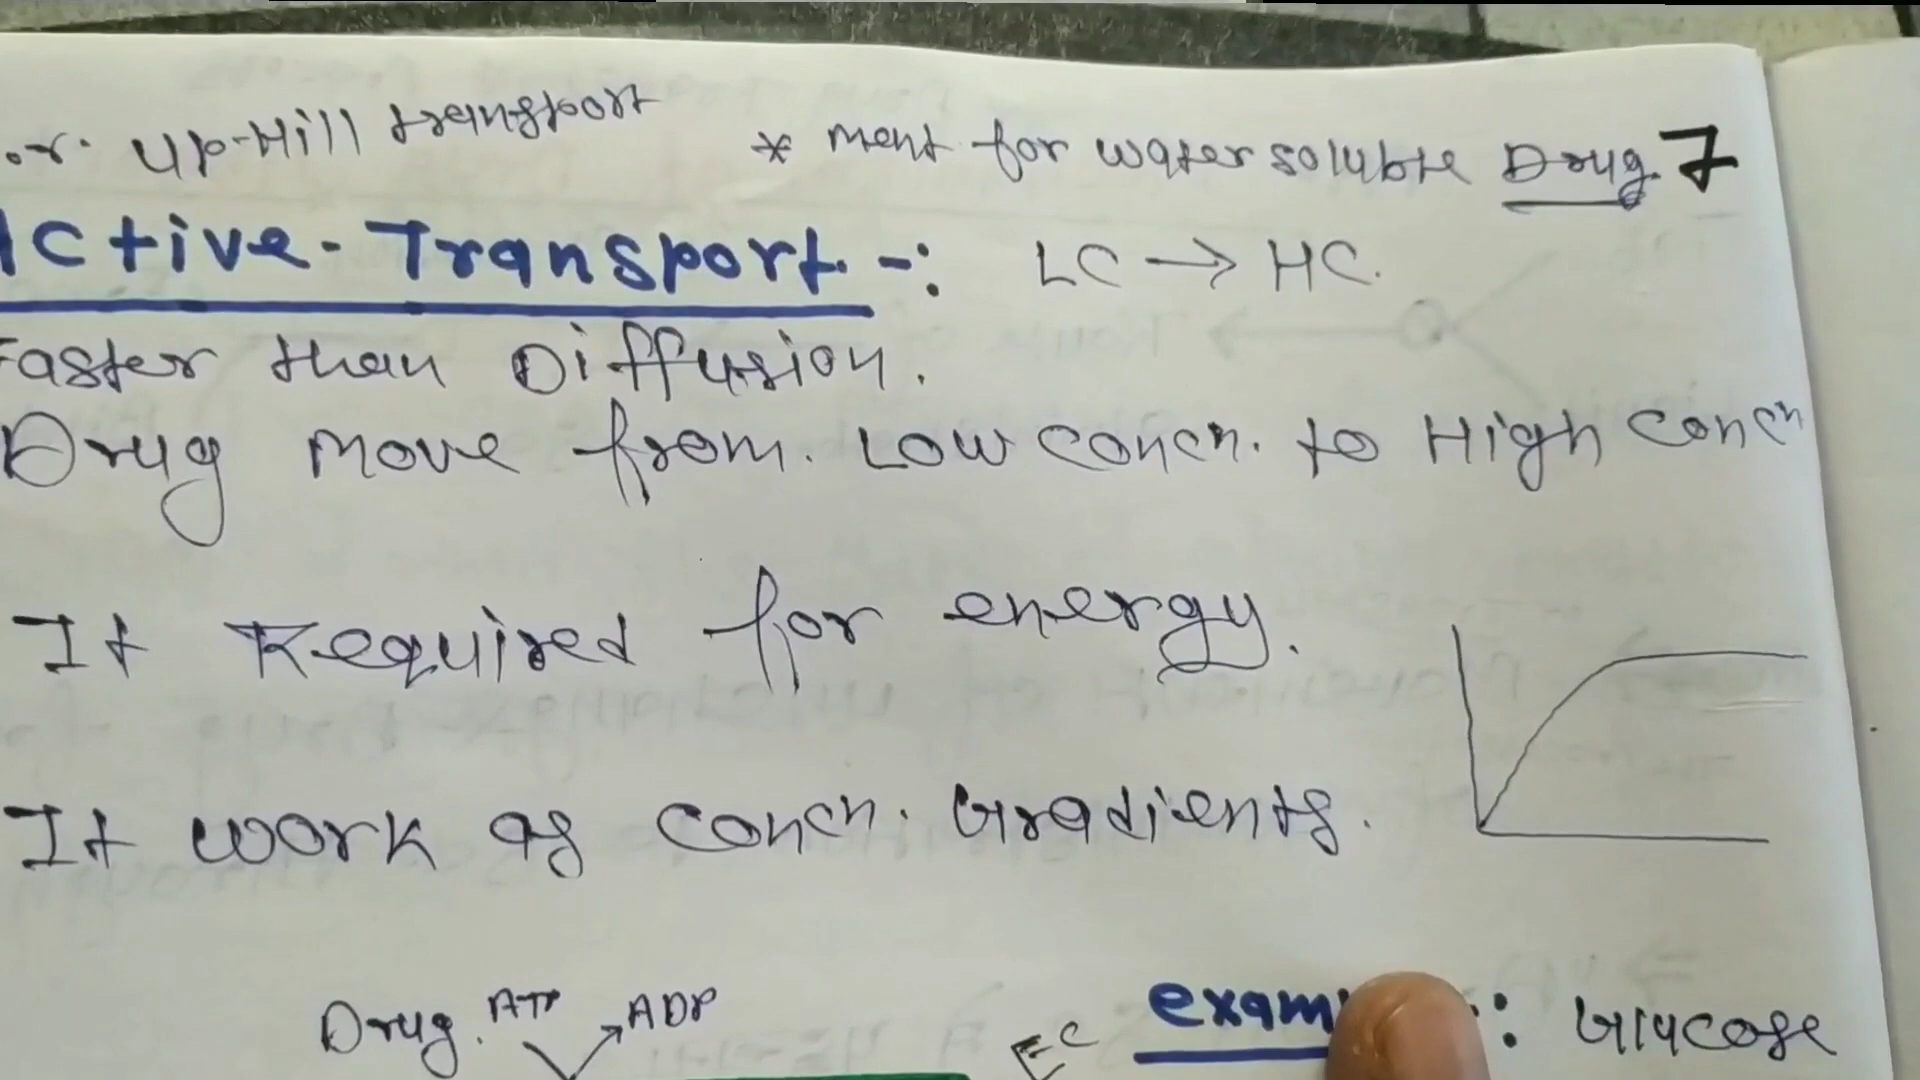 or. Up-Hill transport
* ment for water soluble Drug. 7
Active-Transport-: LC → HC.
Faster than Diffusion.
Drug move from. Low concn. to High concn
It Required for energy.
It work as concn. Gradients.
Drug. ATP ADP
EC exam : Glucose